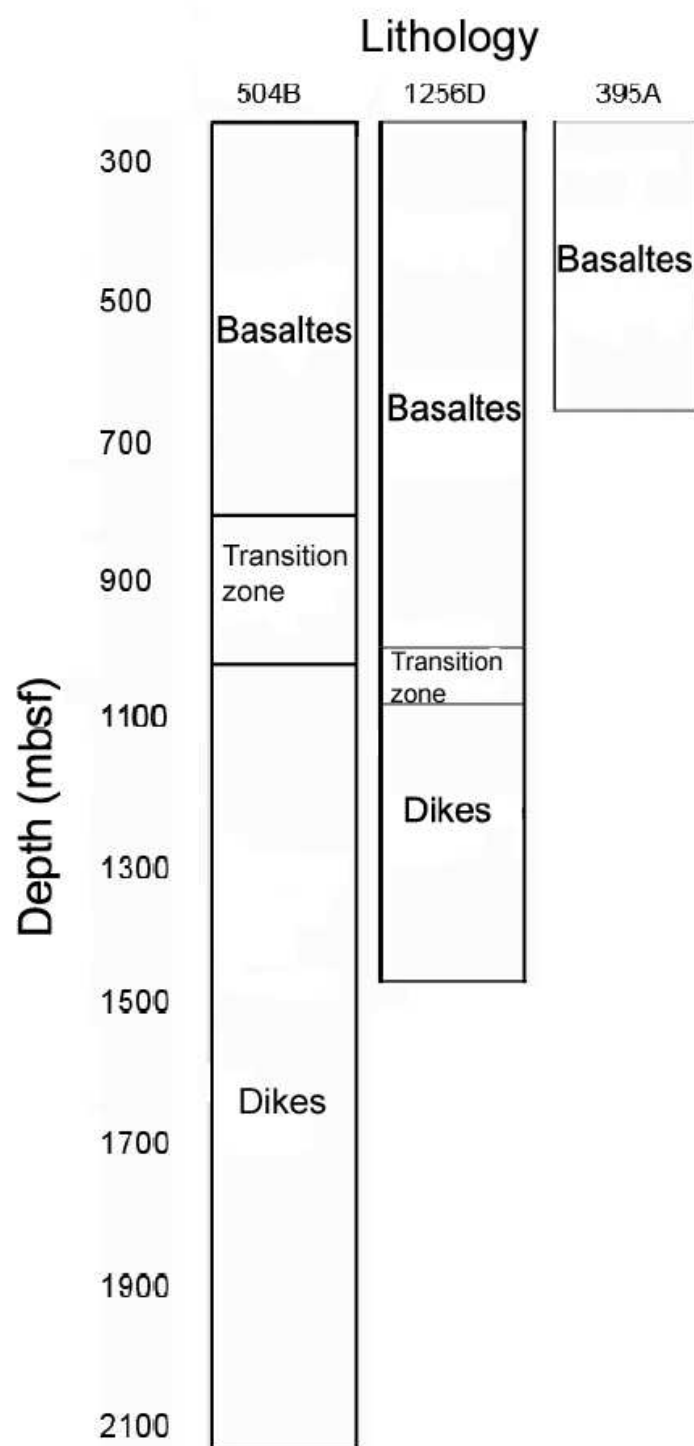 Lithology
504B 1256D 395A
300
Basaltes
500
Basaltes
Basaltes
700
Transition
zone
900
Transition
zone
1100
Dikes
1300
1500
Dikes
1700
1900
2100
Depth (mbsf)